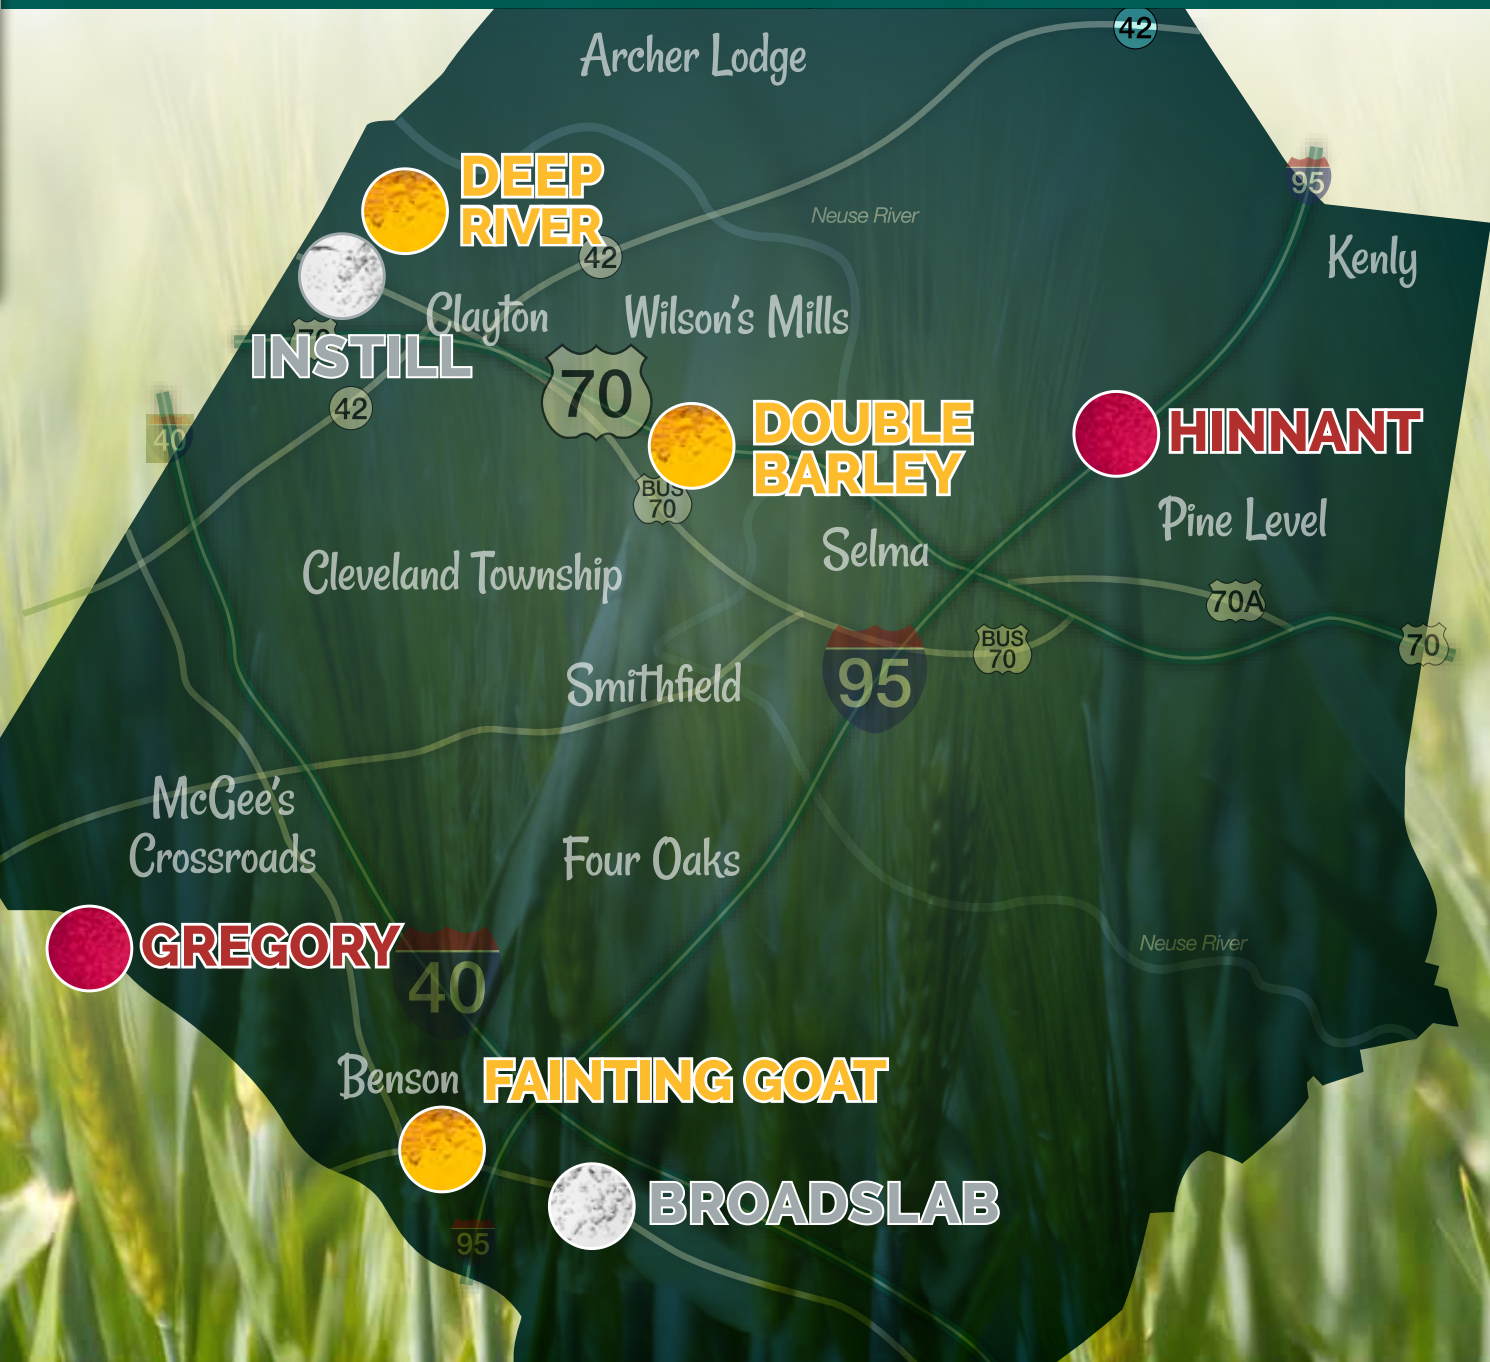 42
Archer Lodge
DEEP
RIVER
95
Neuse River
Kenly
42
Clayton
Wilson's Mills
70
INSTILL
70
42
40
DOUBLE
BARLEY
HINNANT
BUS
70
Pine Level
Selma
Cleveland Township
70A
BUS
70
70
Smithfield
95
McGee's
Crossroads
Four Oaks
GREGORY
40
Neuse River
Benson
FAINTING GOAT
BROADSLAB
95